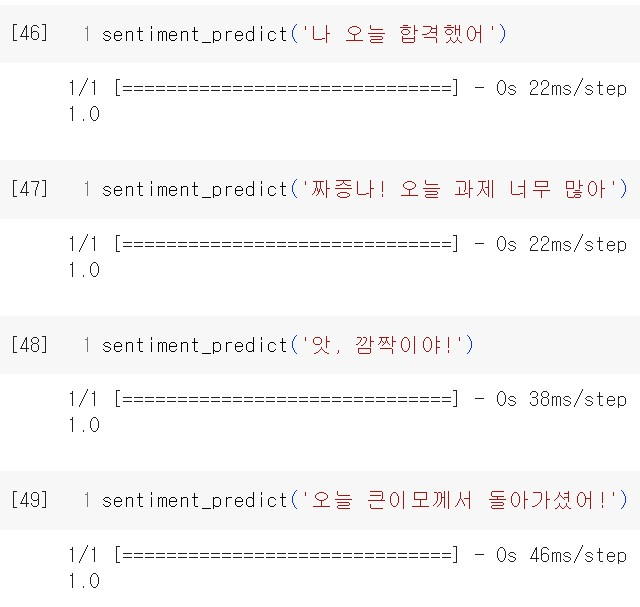 [46] 1 sentiment_predict('나 오늘 합격했어')
1/1 [==============================] - 0s 22ms/step
1.0
[47] 1 sentiment_predict('짜증나! 오늘 과제 너무 많아')
1/1 [==============================] - 0s 22ms/step
1.0
[48] 1 sentiment_predict('앗, 깜짝이야!')
1/1 [==============================] - 0s 38ms/step
1.0
[49] 1 sentiment_predict('오늘 큰이모께서 돌아가셨어!')
1/1 [==============================] - 0s 46ms/step
1.0